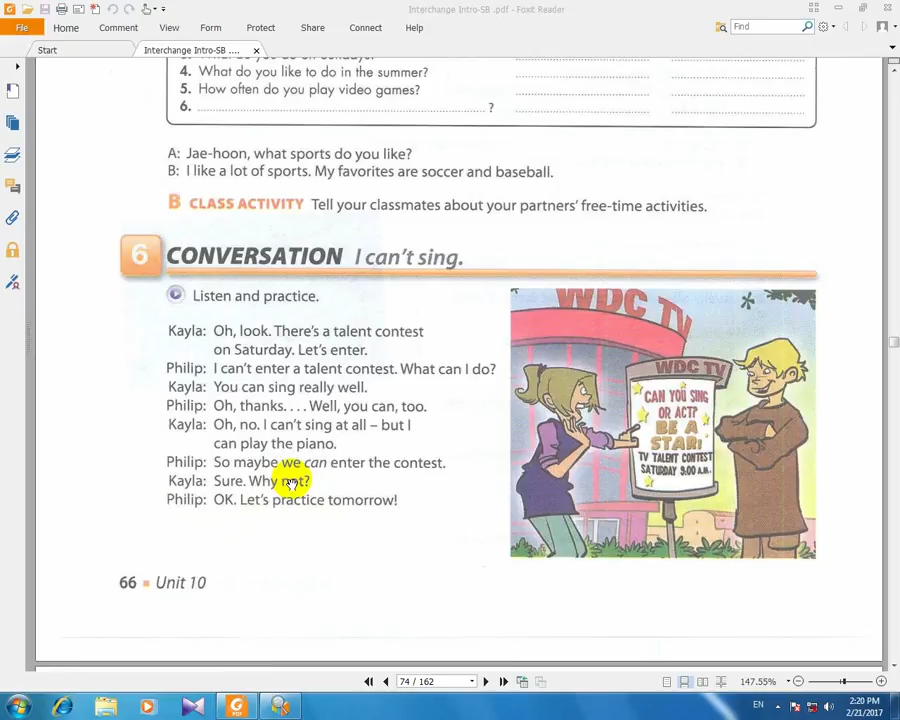 Interchange Intro-SB .pdf - Foxit Reader
File Home Comment View Form Protect Share Connect Help
Find
Start Interchange Intro-SB ....
4. What do you like to do in the summer?
5. How often do you play video games?
6. ?
A: Jae-hoon, what sports do you like?
B: I like a lot of sports. My favorites are soccer and baseball.
B CLASS ACTIVITY Tell your classmates about your partners' free-time activities.
6 CONVERSATION I can't sing.
Listen and practice.
Kayla: Oh, look. There's a talent contest
on Saturday. Let's enter.
Philip: I can't enter a talent contest. What can I do?
Kayla: You can sing really well.
Philip: Oh, thanks. . . . Well, you can, too.
Kayla: Oh, no. I can't sing at all – but I
can play the piano.
Philip: So maybe we can enter the contest.
Kayla: Sure. Why not?
Philip: OK. Let's practice tomorrow!
WDC TV
WDC TV
CAN YOU SING
OR ACT?
BE A
STAR!
TV TALENT CONTEST
SATURDAY 9:00 A.M.
66 Unit 10
74 / 162
147.55%
EN
2:20 PM
2/21/2017